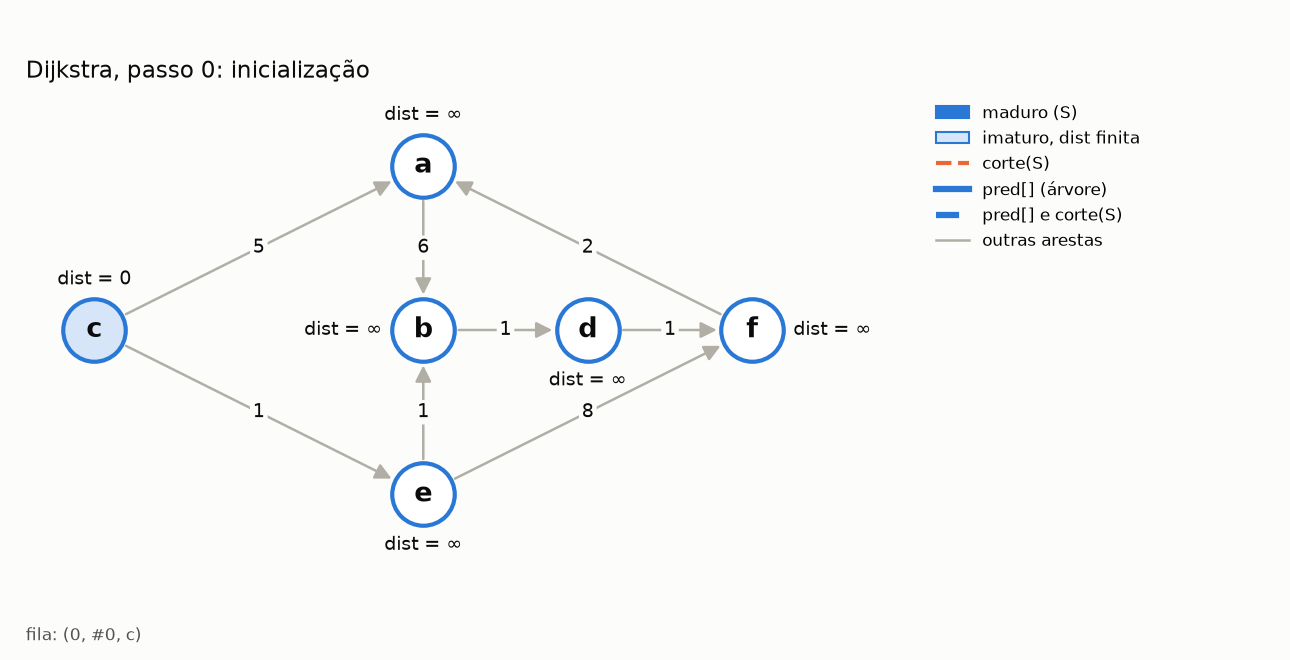 Dijkstra, passo 0: inicialização
dist = ∞
a
maduro (S)
imaturo, dist finita
corte(S)
pred[] (árvore)
pred[] e corte(S)
outras arestas
5
6
2
dist = 0
c
dist = ∞
b
1
d
1
f
dist = ∞
dist = ∞
1
1
8
e
dist = ∞
fila: (0, #0, c)